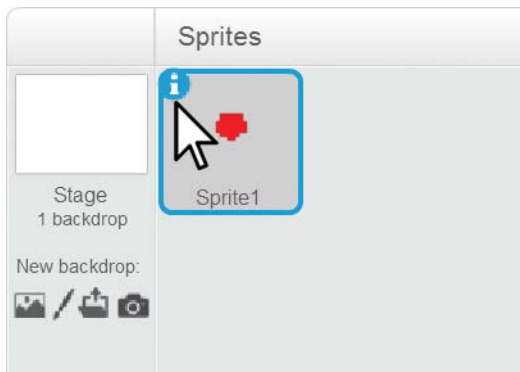 Sprites
i
Sprite1
Stage
1 backdrop
New backdrop: